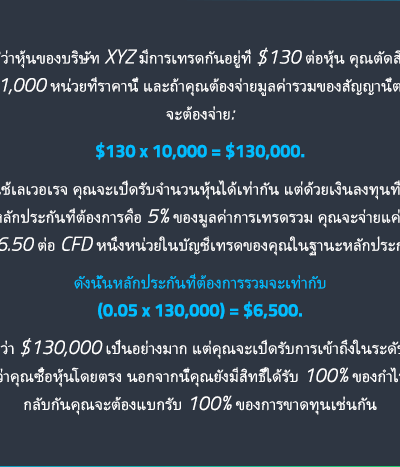 ว่าหุ้นของบริษัท XYZ มีการเทรดกันอยู่ที่ $130 ต่อหุ้น คุณตัดสิ
1,000 หน่วยที่ราคานี้ และถ้าคุณต้องจ่ายมูลค่ารวมของสัญญานี้ต
จะต้องจ่าย:
$130 x 10,000 = $130,000.
ช้เลเวอเรจ คุณจะเปิดรับจำนวนหุ้นได้เท่ากัน แต่ด้วยเงินลงทุนที่
หลักประกันที่ต้องการคือ 5% ของมูลค่าการเทรดรวม คุณจะจ่ายแค่
6.50 ต่อ CFD หนึ่งหน่วยในบัญชีเทรดของคุณในฐานะหลักประก
ดังนั้นหลักประกันที่ต้องการรวมจะเท่ากับ
(0.05 x 130,000) = $6,500.
ว่า $130,000 เป็นอย่างมาก แต่คุณจะเปิดรับการเข้าถึงในระดั
ว่าคุณซื้อหุ้นโดยตรง นอกจากนี้คุณยังมีสิทธิ์ได้รับ 100% ของกำไ
กลับกันคุณจะต้องแบกรับ 100% ของการขาดทุนเช่นกัน